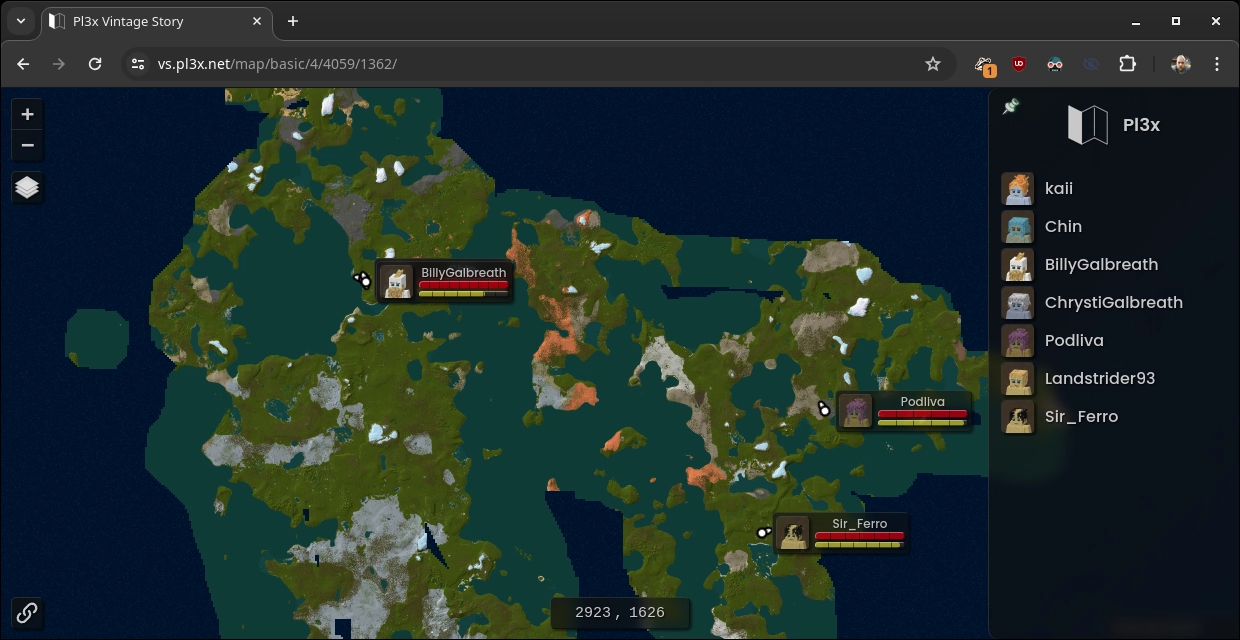 Pl3x Vintage Story
vs.pl3x.net/map/basic/4/4059/1362/
1
UD
+
−
Pl3x
kaii
Chin
BillyGalbreath
ChrystiGalbreath
Podliva
Landstrider93
Sir_Ferro
BillyGalbreath
Podliva
Sir_Ferro
2923 , 1626